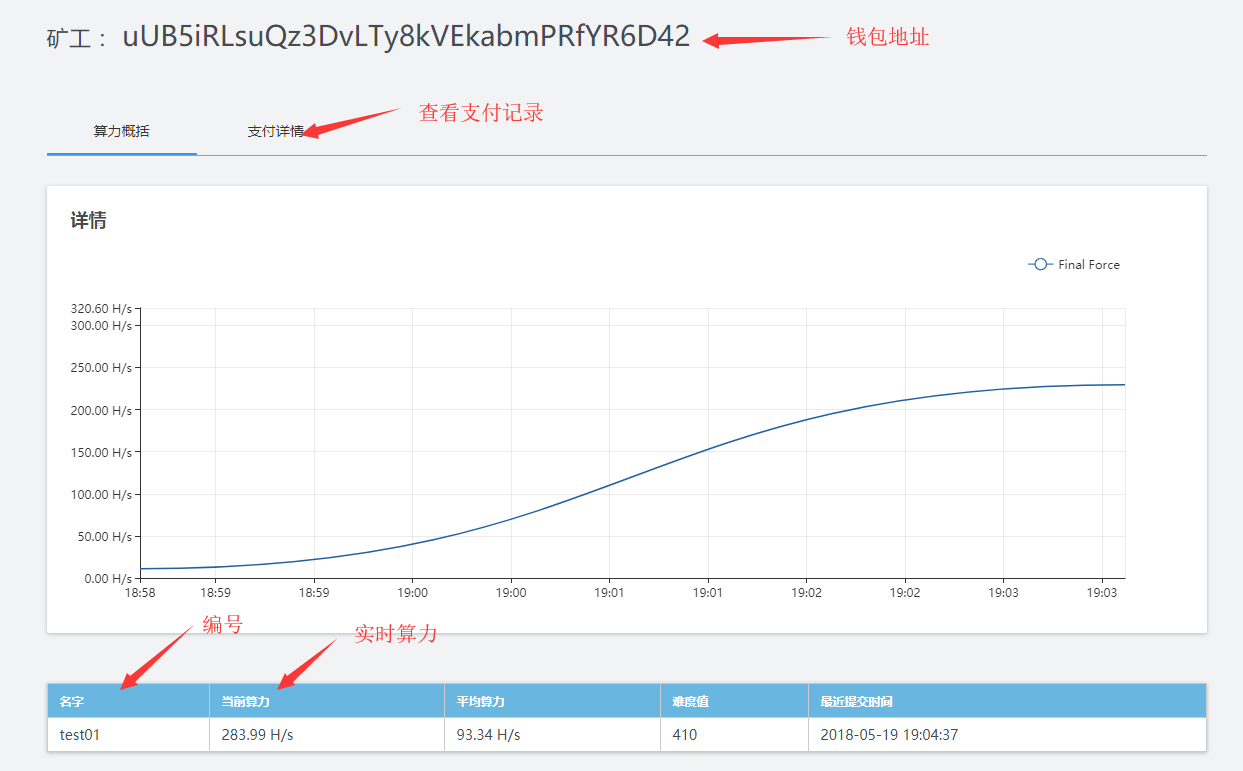 矿工： uUB5iRLsuQz3DvLTy8kVEkabmPRfYR6D42 钱包地址
查看支付记录
算力概括 支付详情
详情
Final Force
320.60 H/s
300.00 H/s
250.00 H/s
200.00 H/s
150.00 H/s
100.00 H/s
50.00 H/s
0.00 H/s
18:58 18:59 18:59 19:00 19:00 19:01 19:01 19:02 19:02 19:03 19:03
编号 实时算力
名字 当前算力 平均算力 难度值 最近提交时间
test01 283.99 H/s 93.34 H/s 410 2018-05-19 19:04:37